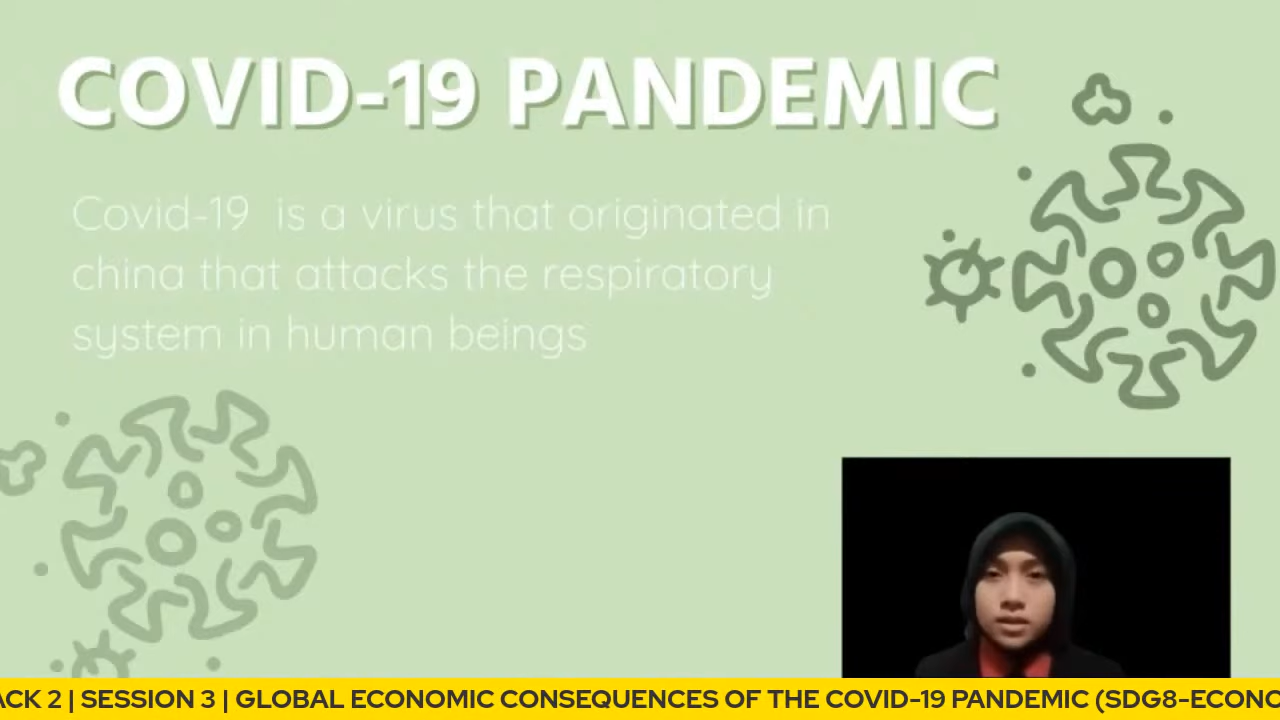 COVID-19 PANDEMIC
Covid-19 is a virus that originated in
china that attacks the respiratory
system in human beings
ACK 2 | SESSION 3 | GLOBAL ECONOMIC CONSEQUENCES OF THE COVID-19 PANDEMIC (SDG8-ECONO